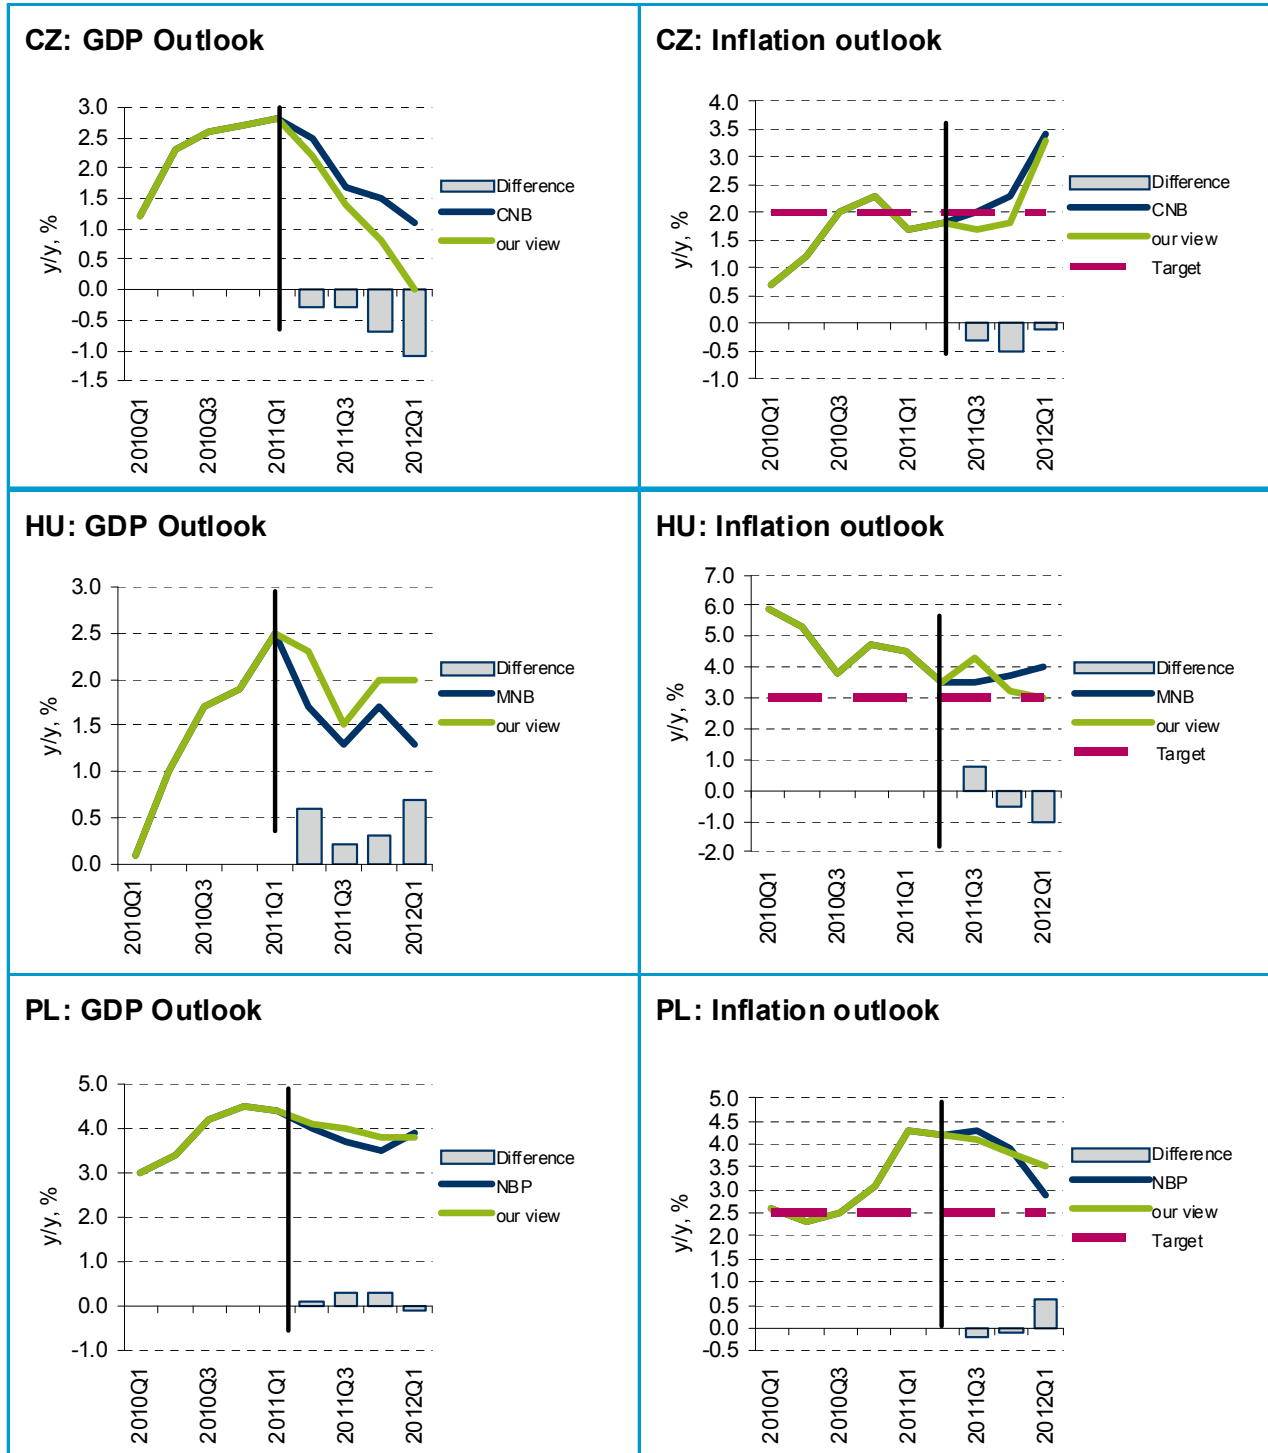 CZ: GDP Outlook
3.0
2.5
2.0
1.5
1.0
0.5
0.0
-0.5
-1.0
-1.5
y/y, %
2010Q1
2010Q3
2011Q1
2011Q3
2012Q1
Difference
CNB
our view
CZ: Inflation outlook
4.0
3.5
3.0
2.5
2.0
1.5
1.0
0.5
0.0
-0.5
-1.0
y/y, %
2010Q1
2010Q3
2011Q1
2011Q3
2012Q1
Difference
CNB
our view
Target
HU: GDP Outlook
3.0
2.5
2.0
1.5
1.0
0.5
0.0
y/y, %
2010Q1
2010Q3
2011Q1
2011Q3
2012Q1
Difference
MNB
our view
HU: Inflation outlook
7.0
6.0
5.0
4.0
3.0
2.0
1.0
0.0
-1.0
-2.0
y/y, %
2010Q1
2010Q3
2011Q1
2011Q3
2012Q1
Difference
MNB
our view
Target
PL: GDP Outlook
5.0
4.0
3.0
2.0
1.0
0.0
-1.0
y/y, %
2010Q1
2010Q3
2011Q1
2011Q3
2012Q1
Difference
NBP
our view
PL: Inflation outlook
5.0
4.5
4.0
3.5
3.0
2.5
2.0
1.5
1.0
0.5
0.0
-0.5
y/y, %
2010Q1
2010Q3
2011Q1
2011Q3
2012Q1
Difference
NBP
our view
Target